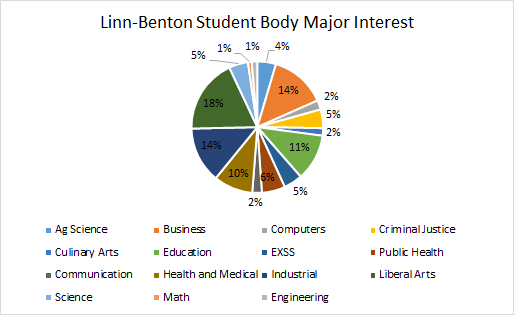 Linn-Benton Student Body Major Interest
1% 1% 4%
5%
14%
2%
5%
2%
11%
5%
6%
2%
10%
14%
18%
Ag Science Business Computers Criminal Justice
Culinary Arts Education EXSS Public Health
Communication Health and Medical Industrial Liberal Arts
Science Math Engineering